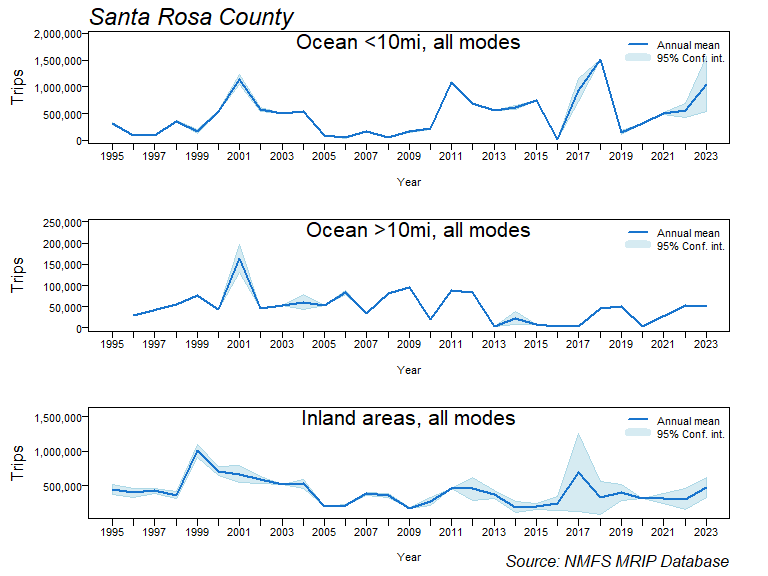 Santa Rosa County
Ocean <10mi, all modes
Annual mean
95% Conf. int.
Trips
2,000,000
1,500,000
1,000,000
500,000
0
1995 1997 1999 2001 2003 2005 2007 2009 2011 2013 2015 2017 2019 2021 2023
Year
Ocean >10mi, all modes
Annual mean
95% Conf. int.
Trips
250,000
200,000
150,000
100,000
50,000
0
1995 1997 1999 2001 2003 2005 2007 2009 2011 2013 2015 2017 2019 2021 2023
Year
Inland areas, all modes
Annual mean
95% Conf. int.
Trips
1,500,000
1,000,000
500,000
1995 1997 1999 2001 2003 2005 2007 2009 2011 2013 2015 2017 2019 2021 2023
Year
Source: NMFS MRIP Database